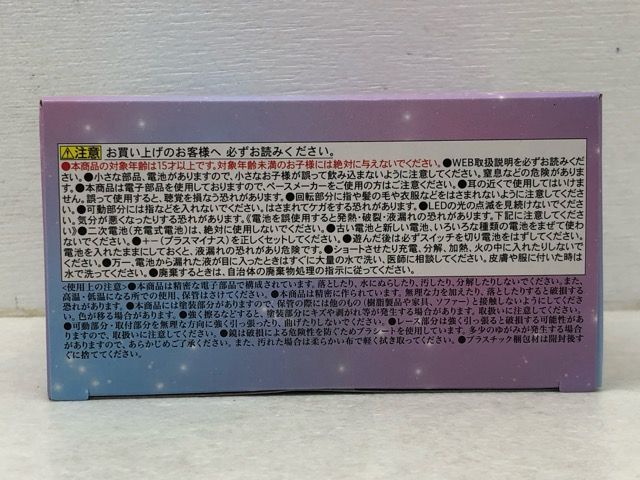 ⚠注意 お買い上げのお客様へ 必ずお読みください。
●本商品の対象年齢は15才以上です。対象年齢未満のお子様には絶対に与えないでください。●WEB取扱説明を必ずお読みくだ
さい。●小さな部品、電池がありますので、小さなお子様が誤って飲み込まないように注意してください。窒息などの危険がありま
す。●本商品は電子部品を使用しておりますので、ペースメーカーをご使用の方はご注意ください。●耳の近くで使用してはいけま
せん。誤って使用すると、聴覚を損なう恐れがあります。●回転部分に指や髪の毛や衣服などをはさまれないように注意してくださ
い。●可動部分には指などを入れないでください。はさまれてケガをする恐れがあります。●LEDの光の点滅を見続けないでください。
気分が悪くなったりする恐れがあります。《電池を誤使用すると発熱・破裂・液漏れの恐れがあります。下記に注意してください》
●二次電池(充電式電池)は、使わないでください。●古い電池と新しい電池、いろいろな種類の電池をまぜて使わ
ないでください。●+-(プラスマイナス)を正しくセットしてください。●遊んだ後は必ずスイッチを切り電池をはずしてください。
電池を入れたままにしておくと、液漏れの恐れがあり危険です。●ショートさせたり充電、分解、加熱、火の中に入れたりしない
でください。●万一、電池から漏れた液が目に入ったときはすぐに大量の水で洗い、医師に相談してください。皮膚や服に付いた時は
水で洗ってください。●廃棄するときは、自治体の廃棄物処理の指示に従ってください。
<使用上の注意>●本商品は精密な電子部品で構成されています。落としたり、水にぬらしたり、汚したり、分解したりしないでください。また、
高温・低温になる所での使用、保管はさけてください。●本商品は精密に作られています。無理な力を加えたり、落としたりすると破損する
恐れがあります。●本商品には塗装部分がありますので、保管の際には他のもの(樹脂製品や家具、ソファー)と接触しないようにしてくださ
い。色が移る場合があります。●強く擦るなどすると、塗装部分にキズや剥がれ等が発生する恐れがありますので、取扱いに注意してください。
●可動部分・取付部分を無理な方向に強く引っ張ったり、曲げたりしないでください。●レース部分は強く引っ張ると破損する可能性があり
ますので、取扱いに注意してください。●鏡は破損による危険性を防ぐためプラシートを使用しています。多少のゆがみが発生する場合
がありますので、あらかじめご了承ください。また、汚れた場合は柔らかい布で軽く拭き取ってください。●プラスチック梱包材は開封後す
ぐに捨ててください。